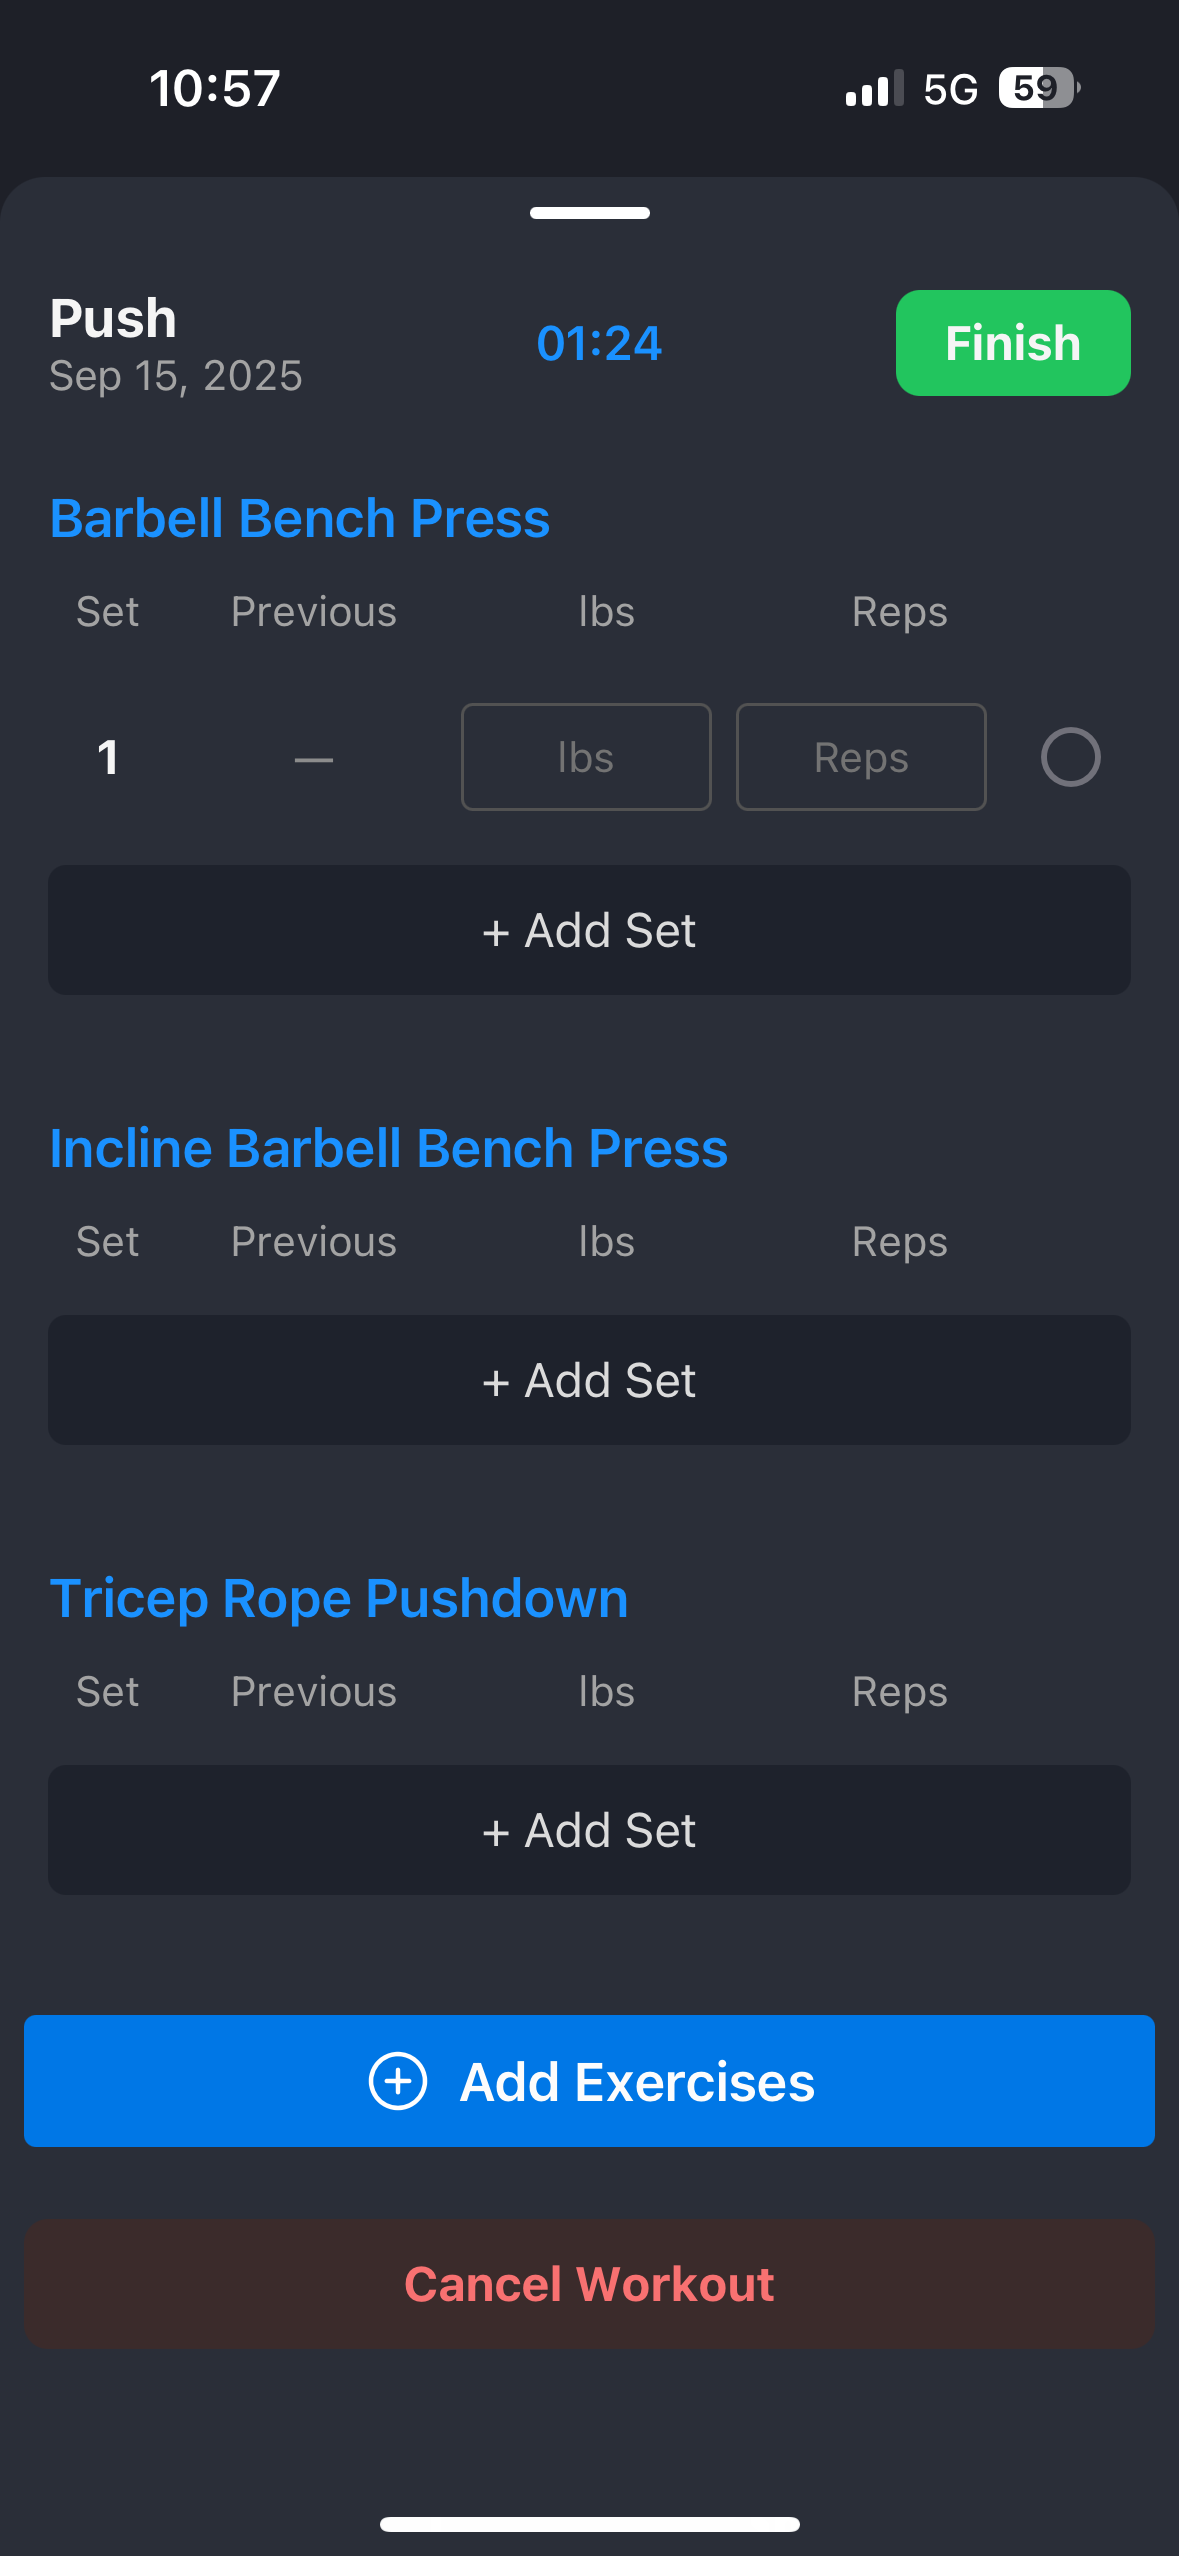 10:57
5G
59
Push
Sep 15, 2025
01:24
Finish
Barbell Bench Press
Set Previous lbs Reps
1 — lbs Reps
+ Add Set
Incline Barbell Bench Press
Set Previous lbs Reps
+ Add Set
Tricep Rope Pushdown
Set Previous lbs Reps
+ Add Set
Add Exercises
Cancel Workout